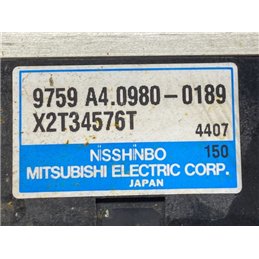 9759 A4.0980-0189
X2T34576T 4407
NiSSHiNBO 150
MITSUBISHI ELECTRIC CORP.
JAPAN